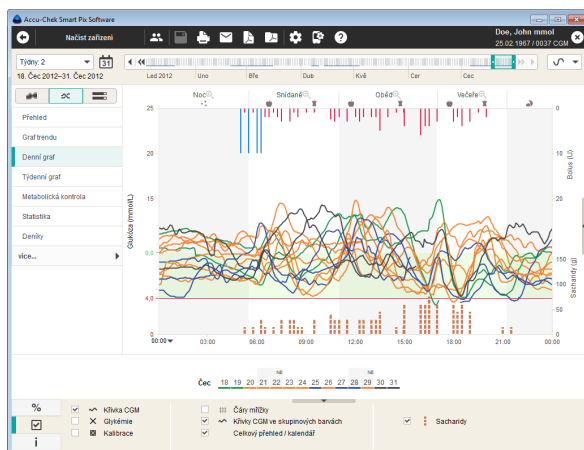 Accu-Chek Smart Pix Software
Načíst zařízení
Doe, John mmol
25.02.1967 / 0037 CGM
Týdny: 2
31
18. Čec 2012–31. Čec 2012
Led 2012 Úno Bře Dub Kvě Čer Čec
Noc Snídaně Oběd Večeře
Přehled
Graf trendu
Denní graf
Týdenní graf
Metabolická kontrola
Statistika
Deníky
více...
Glukóza (mmol/L)
25
20
15
9,0
4,0
0
0
10
20
Bolus (U)
150
100
50
0
Sacharidy (g)
00:00 03:00 06:00 09:00 12:00 15:00 18:00 21:00 00:00
NE NE
Čec 18 19 20 21 22 23 24 25 26 27 28 29 30 31
%
i
Křivka CGM
Glykémie
Kalibrace
Čáry mřížky
Křivky CGM ve skupinových barvách
Celkový přehled / kalendář
Sacharidy